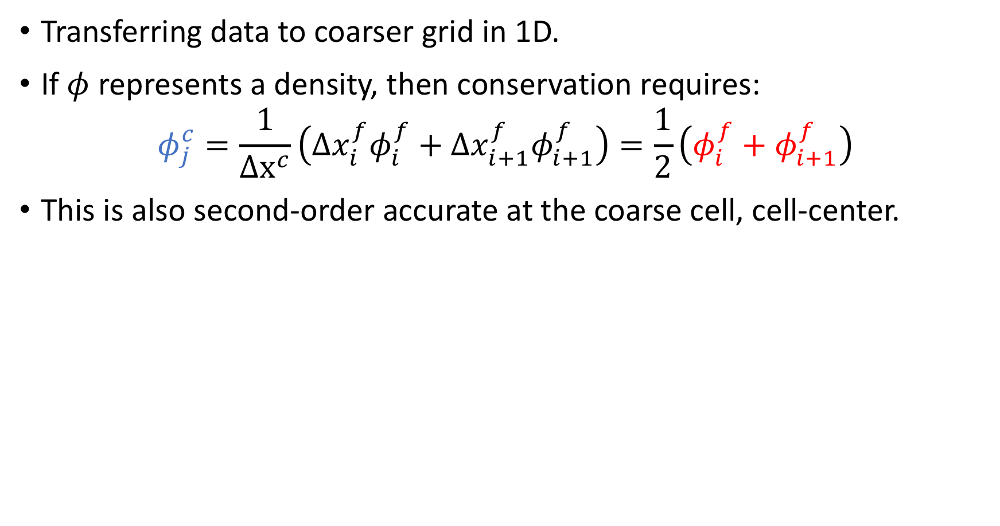 • Transferring data to coarser grid in 1D.
• If ϕ represents a density, then conservation requires:
$\phi_j^c = \frac{1}{\Delta \mathrm{x}^c}\left(\Delta x_i^f \phi_i^f + \Delta x_{i+1}^f \phi_{i+1}^f\right) = \frac{1}{2}\left(\phi_i^f + \phi_{i+1}^f\right)$
• This is also second-order accurate at the coarse cell, cell-center.